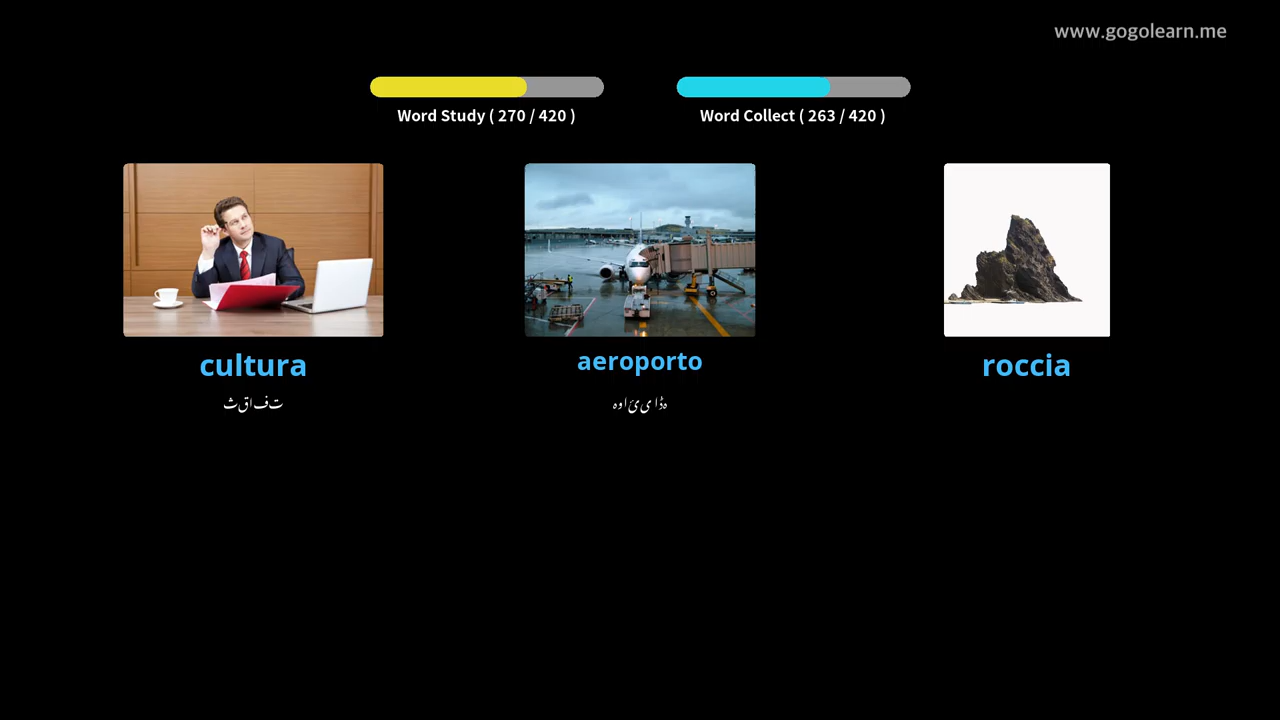 www.gogolearn.me
Word Study ( 270 / 420 )
Word Collect ( 263 / 420 )
cultura
aeroporto
roccia
ثقافت
ہوائی اڈہ